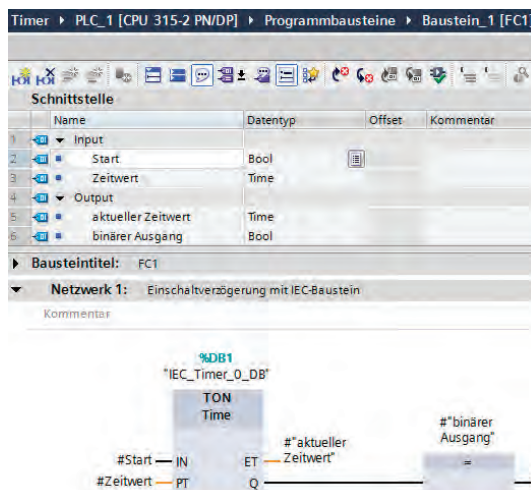 Timer ▸ PLC_1 [CPU 315-2 PN/DP] ▸ Programmbausteine ▸ Baustein_1 [FC1]
Schnittstelle
Name Datentyp Offset Kommentar
1 Input
2 Start Bool
3 Zeitwert Time
4 Output
5 aktueller Zeitwert Time
6 binärer Ausgang Bool
Bausteintitel: FC1
Netzwerk 1: Einschaltverzögerung mit IEC-Baustein
Kommentar
%DB1
"IEC_Timer_0_DB"
TON
Time
#"aktueller
Zeitwert"
#"binärer
Ausgang"
#Start IN ET =
#Zeitwert PT Q